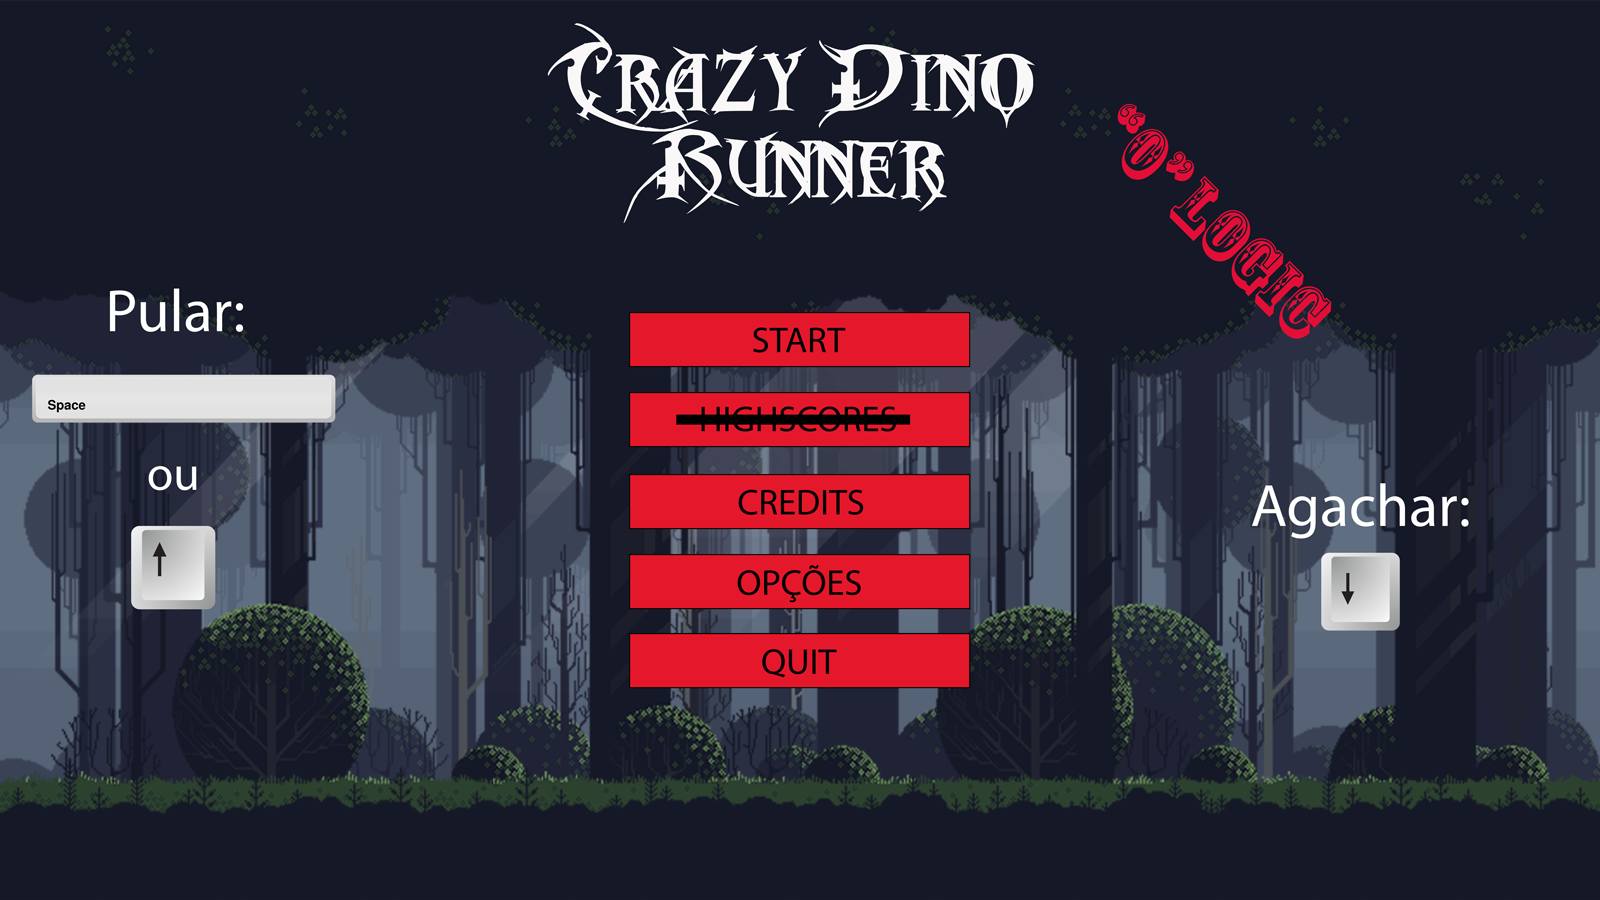 CRAZY DINO
RUNNER
"O" LOGIC
Pular:
Space
ou
↑
START
HIGHSCORES
CREDITS
OPÇÕES
QUIT
Agachar:
↓